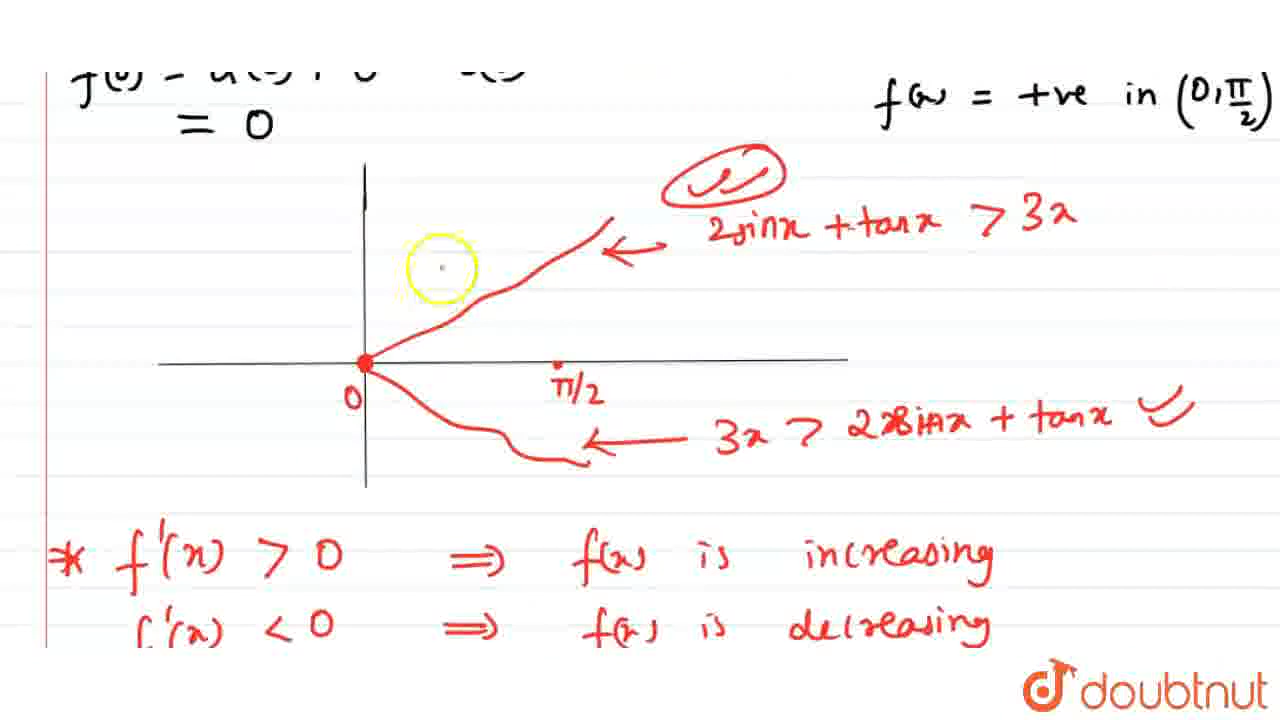 = 0
f(x) = +ve in (0, π/2)
2sinx + tanx > 3x
0
π/2
3x > 2sinx + tanx
⇒* f'(x) > 0 ⇒ f(x) is increasing
f'(x) < 0 ⇒ f(x) is decreasing
doubtnut